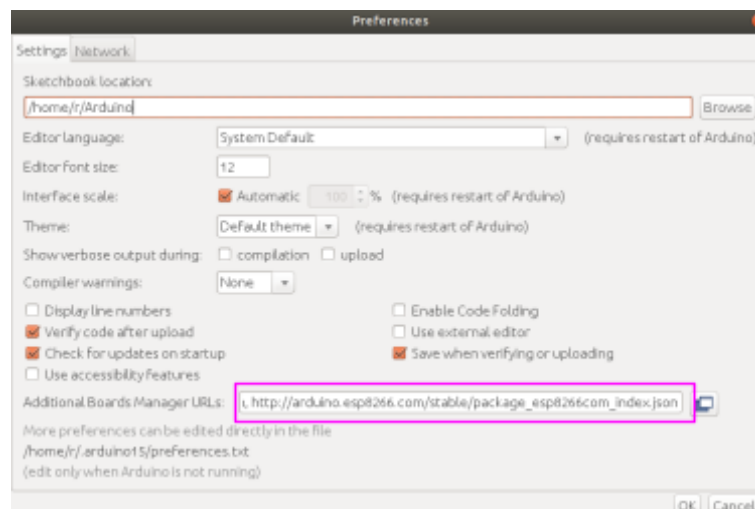 Preferences
Settings Network
Sketchbook location:
/home/r/Arduino Browse
Editor language: System Default (requires restart of Arduino)
Editor font size: 12
Interface scale: Automatic 100 % (requires restart of Arduino)
Theme: Default theme (requires restart of Arduino)
Show verbose output during: compilation upload
Compiler warnings: None
Display line numbers Enable Code Folding
Verify code after upload Use external editor
Check for updates on startup Save when verifying or uploading
Use accessibility features
Additional Boards Manager URLs: , http://arduino.esp8266.com/stable/package_esp8266com_index.json
More preferences can be edited directly in the file
/home/r/.arduino15/preferences.txt
(edit only when Arduino is not running)
OK Cancel